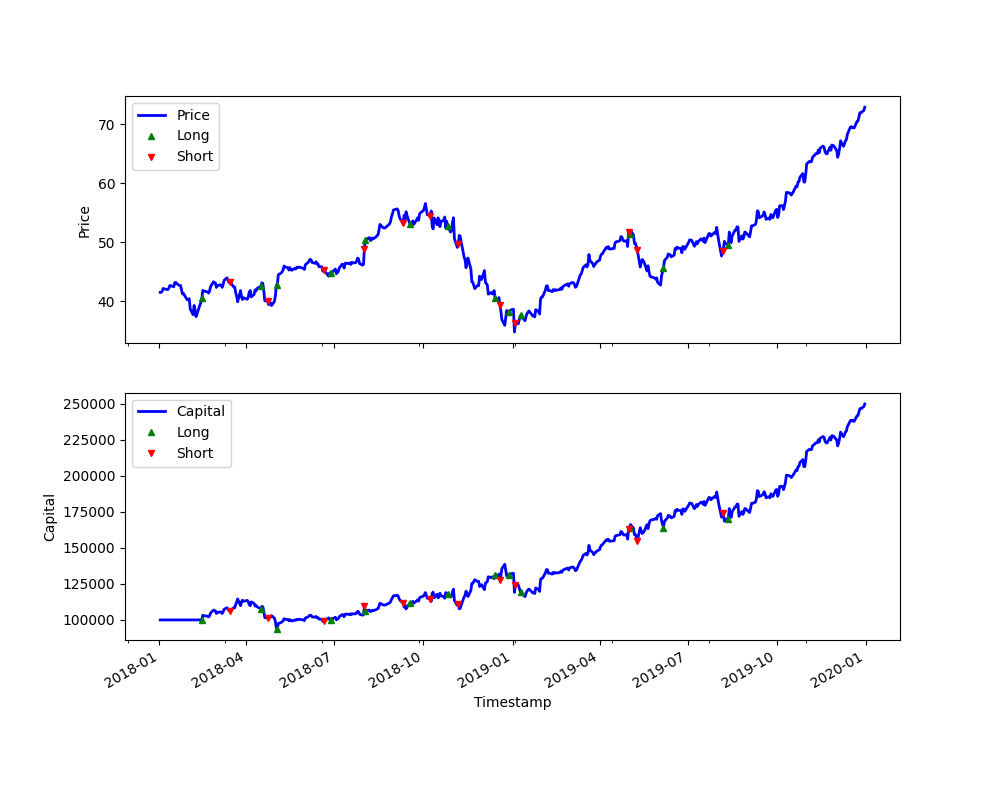 Price
Long
Short
70
60
50
40
Price
Capital
Long
Short
250000
225000
200000
175000
150000
125000
100000
Capital
2018-01
2018-04
2018-07
2018-10
2019-01
2019-04
2019-07
2019-10
2020-01
Timestamp